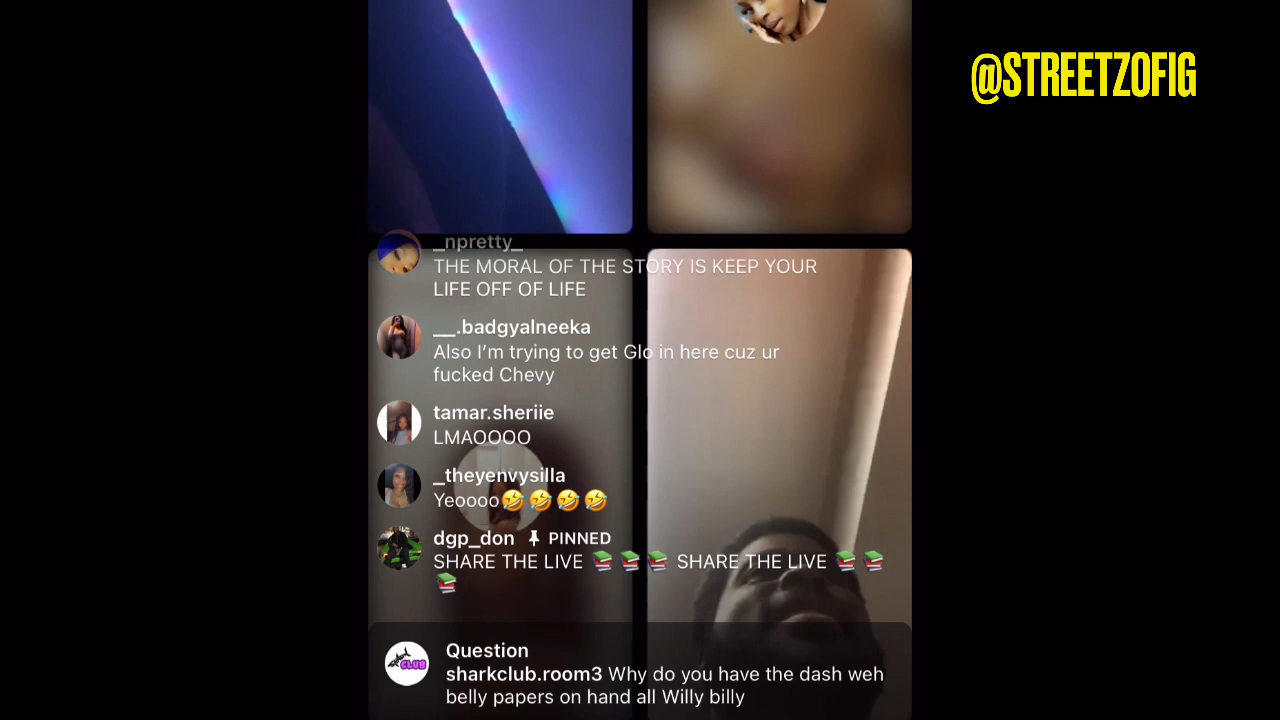 @STREETZOFIG
_npretty_
THE MORAL OF THE STORY IS KEEP YOUR
LIFE OFF OF LIFE
__.badgyalneeka
Also I’m trying to get Glo in here cuz ur
fucked Chevy
tamar.sheriie
LMAOOOO
_theyenvysilla
Yeoooo🤣🤣🤣🤣
dgp_don PINNED
SHARE THE LIVE 📚📚📚 SHARE THE LIVE 📚📚
📚
CLUB
Question
sharkclub.room3 Why do you have the dash weh
belly papers on hand all Willy billy